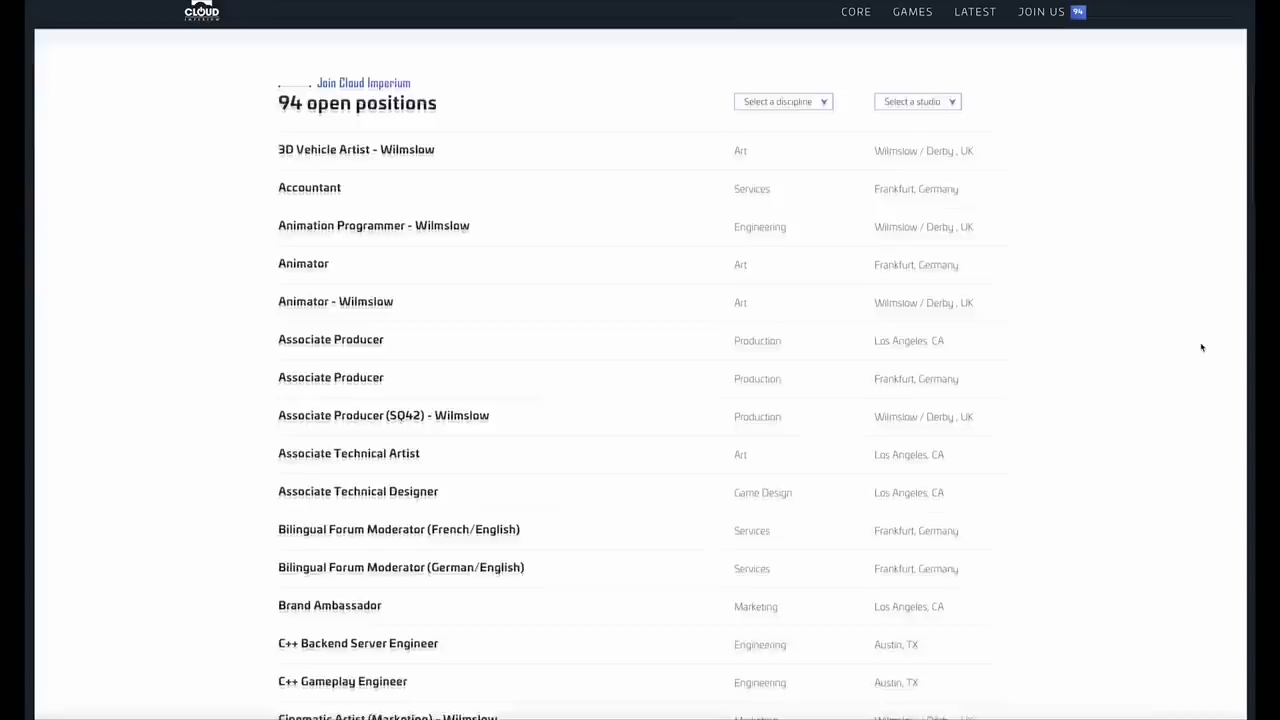 CLOUD
IMPERIUM
CORE GAMES LATEST JOIN US 94
Join Cloud Imperium
94 open positions Select a discipline Select a studio
3D Vehicle Artist - Wilmslow Art Wilmslow / Derby , UK
Accountant Services Frankfurt, Germany
Animation Programmer - Wilmslow Engineering Wilmslow / Derby , UK
Animator Art Frankfurt, Germany
Animator - Wilmslow Art Wilmslow / Derby , UK
Associate Producer Production Los Angeles, CA
Associate Producer Production Frankfurt, Germany
Associate Producer (SQ42) - Wilmslow Production Wilmslow / Derby , UK
Associate Technical Artist Art Los Angeles, CA
Associate Technical Designer Game Design Los Angeles, CA
Bilingual Forum Moderator (French/English) Services Frankfurt, Germany
Bilingual Forum Moderator (German/English) Services Frankfurt, Germany
Brand Ambassador Marketing Los Angeles, CA
C++ Backend Server Engineer Engineering Austin, TX
C++ Gameplay Engineer Engineering Austin, TX
Cinematic Artist (Marketing) - Wilmslow